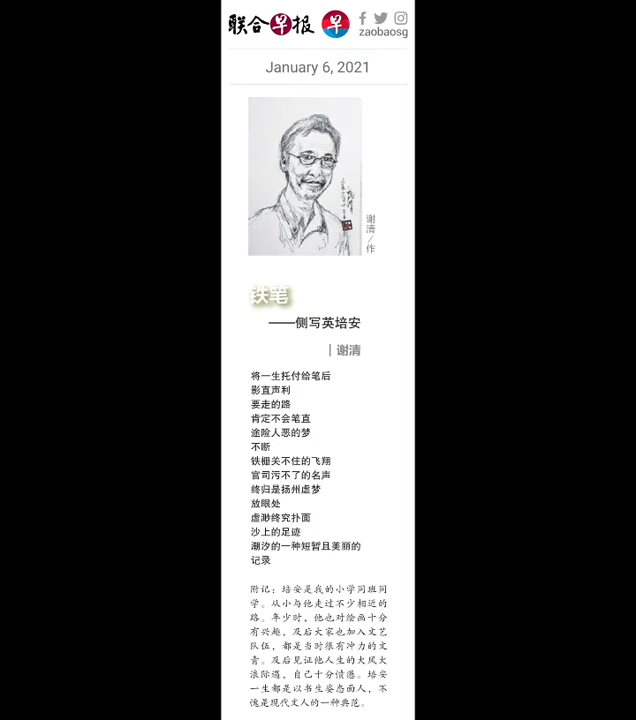 联合早报 早
zaobaosg
January 6, 2021
谢清／作
铁笔
——侧写英培安
｜谢清
将一生托付给笔后
影直声利
要走的路
肯定不会笔直
途险人恶的梦
不断
铁栅关不住的飞翔
官司污不了的名声
终归是扬州虚梦
放眼处
虚渺终究扑面
沙上的足迹
潮汐的一种短暂且美丽的
记录
附记：培安是我的小学同班同
学。从小与他走过不少相近的
路。年少时，他也对绘画十分
有兴趣，及后大家也加入文艺
队伍，都是当时很有冲力的文
青。及后见证他人生的大风大
浪际遇，自己十分愤懑。培安
一生都是以书生姿态面人，不
愧是现代文人的一种典范。